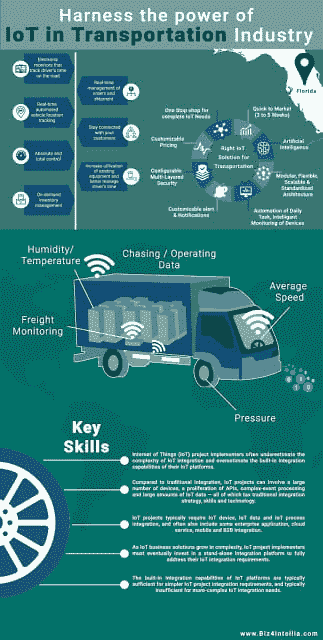 Harness the power of
IoT in Transportation Industry
Emissions monitors that
track driver's time on
the road
Real-time
automated
vehicle location
tracking
Absolute and
total control
On-demand
inventory
management
Real-time
management of
orders and
shipment
Stay connected
with your
customers
Increase utilization
of existing
equipment and
better manage
driver's time
Florida
One Stop shop for
complete IoT Needs
Quick to Market
(2 to 3 Weeks)
Customizable
Pricing
Artificial
Intelligence
Right IoT
Solution for
Transportation
Configurable
Multi-Layered
Security
Modular, Flexible,
Scalable &
Standardized
Architecture
Customizable alert
& Notifications
Automation of Daily
Task, Intelligent
Monitoring of Devices
Humidity/
Temperature
Chasing / Operating
Data
Average
Speed
Freight
Monitoring
Pressure
Key
Skills
Internet of Things (IoT) project implementers often underestimate the
complexity of IoT integration and overestimate the built-in integration
capabilities of their IoT platforms.
Compared to traditional integration, IoT projects can involve a large
number of devices, a proliferation of APIs, complex-event processing
and large amounts of IoT data — all of which tax traditional integration
strategy, skills and technology.
IoT projects typically require IoT device, IoT data and IoT process
integration, and often also include some enterprise application, cloud
service, mobile and B2B integration.
As IoT business solutions grow in complexity, IoT project implementers
must eventually invest in a stand-alone integration platform to fully
address their IoT integration requirements.
The built-in integration capabilities of IoT platforms are typically
sufficient for simpler IoT project integration requirements, and typically
insufficient for more-complex IoT integration needs.
www.Biz4intellia.com